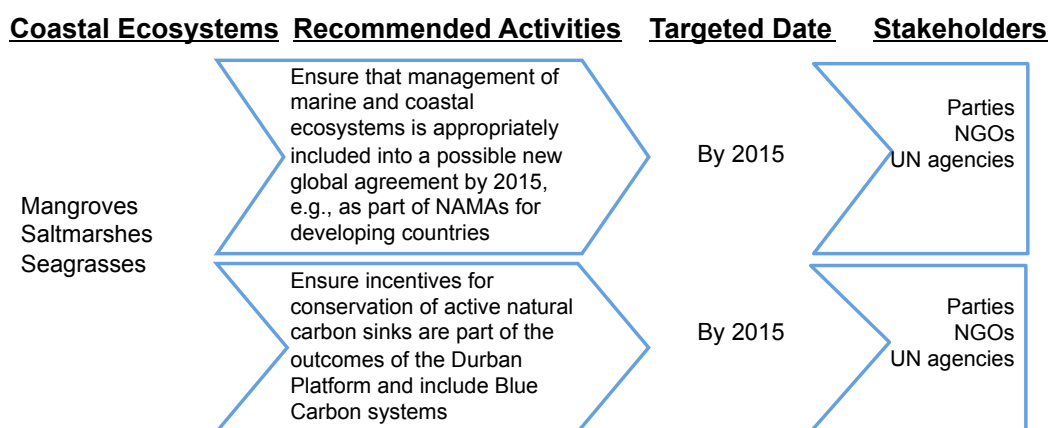 Coastal Ecosystems Recommended Activities Targeted Date Stakeholders
Mangroves
Saltmarshes
Seagrasses
Ensure that management of
marine and coastal
ecosystems is appropriately
included into a possible new
global agreement by 2015,
e.g., as part of NAMAs for
developing countries
By 2015
Parties
NGOs
UN agencies
Ensure incentives for
conservation of active natural
carbon sinks are part of the
outcomes of the Durban
Platform and include Blue
Carbon systems
By 2015
Parties
NGOs
UN agencies